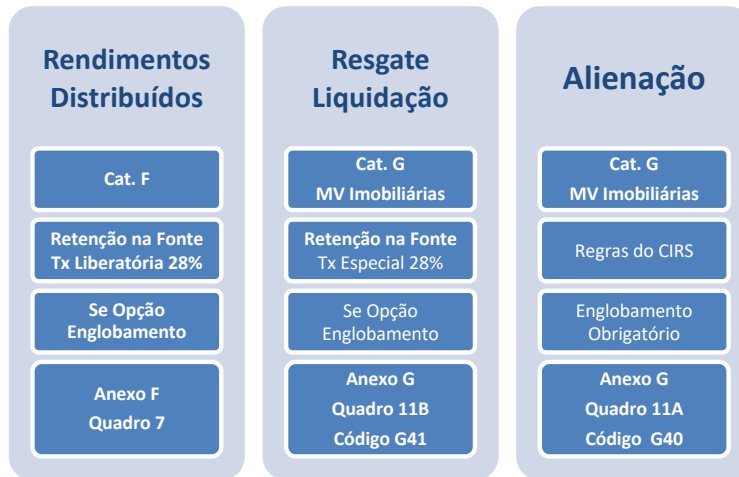 Rendimentos
Distribuídos
Cat. F
Retenção na Fonte
Tx Liberatória 28%
Se Opção
Englobamento
Anexo F
Quadro 7
Resgate
Liquidação
Cat. G
MV Imobiliárias
Retenção na Fonte
Tx Especial 28%
Se Opção
Englobamento
Anexo G
Quadro 11B
Código G41
Alienação
Cat. G
MV Imobiliárias
Regras do CIRS
Englobamento
Obrigatório
Anexo G
Quadro 11A
Código G40